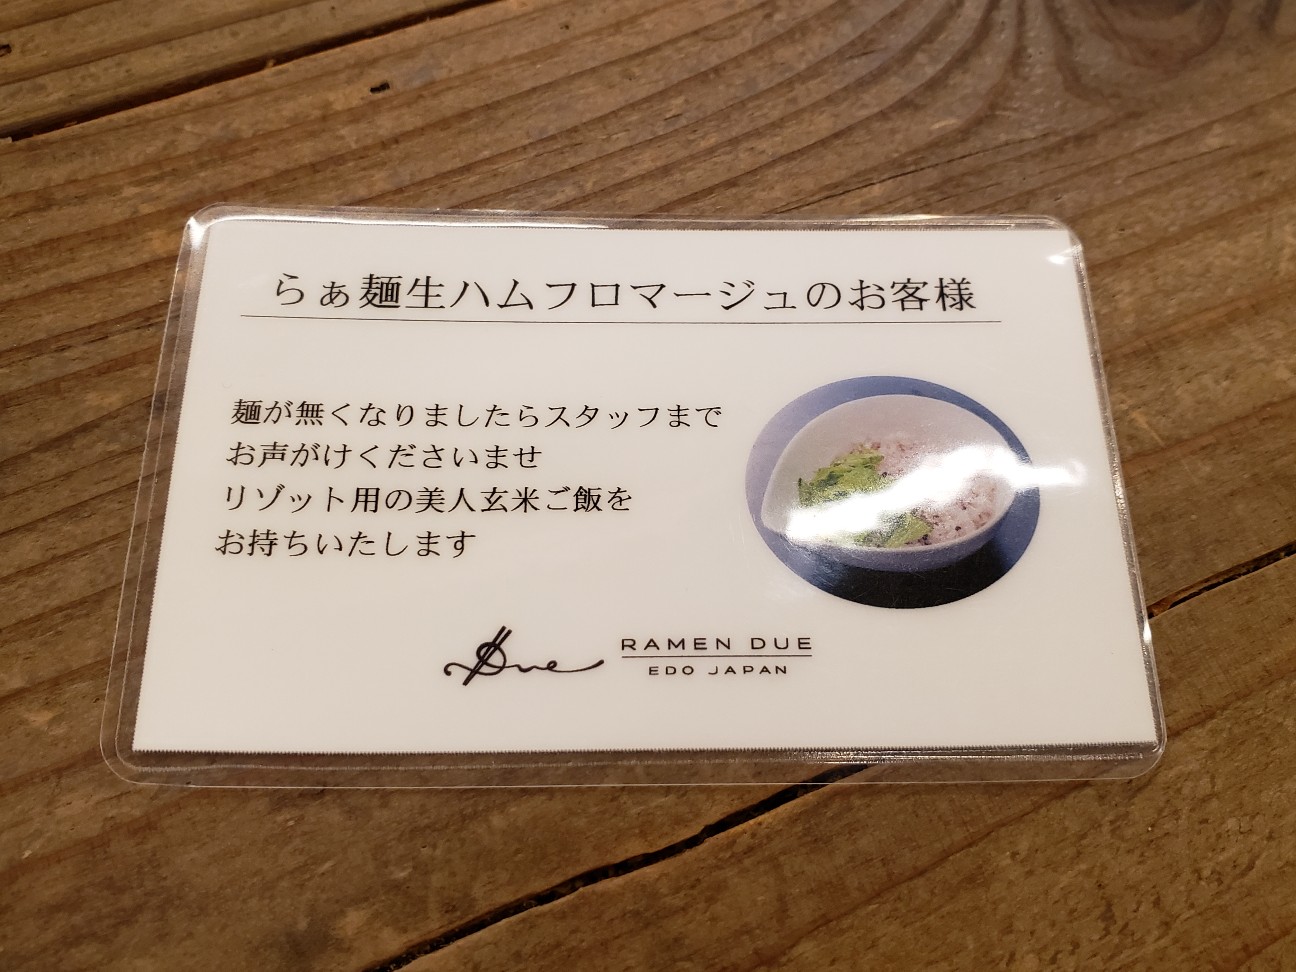 らぁ麺生ハムフロマージュのお客様
麺が無くなりましたらスタッフまで
お声がけくださいませ
リゾット用の美人玄米ご飯を
お持ちいたします
Due
RAMEN DUE
EDO JAPAN